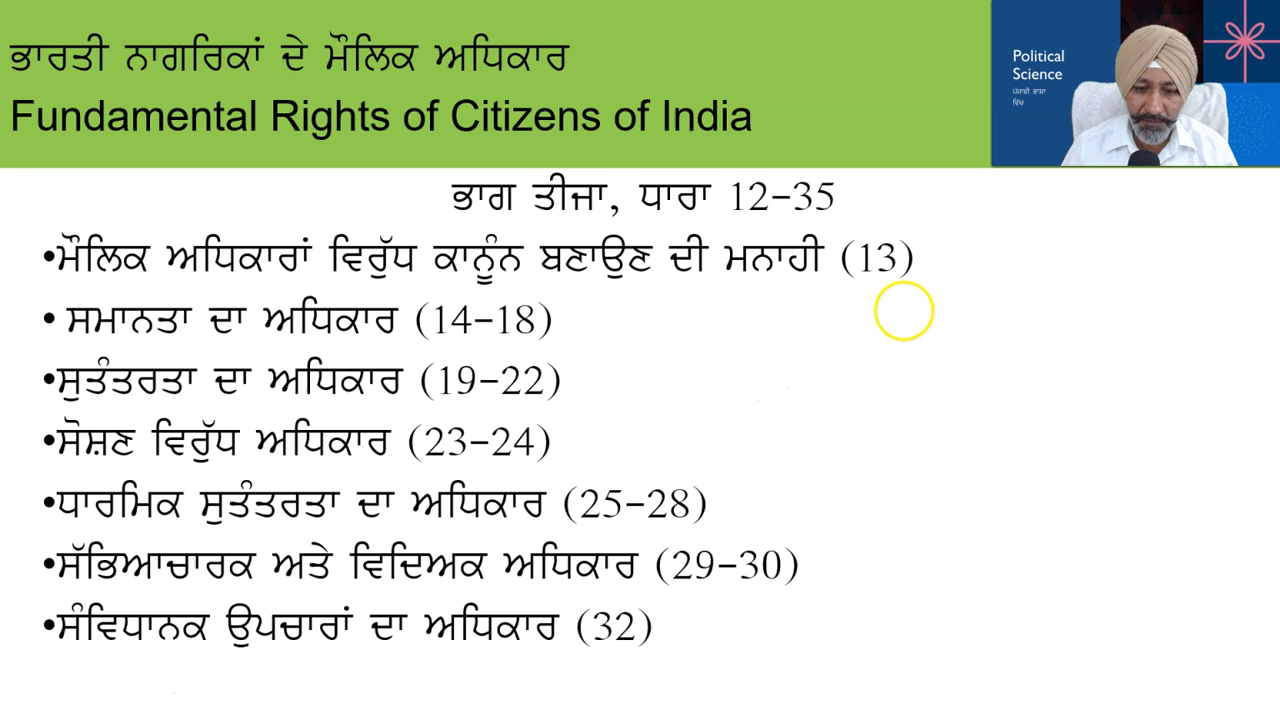 ਭਾਰਤੀ ਨਾਗਰਿਕਾਂ ਦੇ ਮੌਲਿਕ ਅਧਿਕਾਰ
Fundamental Rights of Citizens of India
Political
Science
ਪੰਜਾਬੀ ਭਾਸ਼ਾ
ਵਿੱਚ
ਭਾਗ ਤੀਜਾ, ਧਾਰਾ 12-35
•ਮੌਲਿਕ ਅਧਿਕਾਰਾਂ ਵਿਰੁੱਧ ਕਾਨੂੰਨ ਬਣਾਉਣ ਦੀ ਮਨਾਹੀ (13)
• ਸਮਾਨਤਾ ਦਾ ਅਧਿਕਾਰ (14-18)
•ਸੁਤੰਤਰਤਾ ਦਾ ਅਧਿਕਾਰ (19-22)
•ਸੋਸ਼ਣ ਵਿਰੁੱਧ ਅਧਿਕਾਰ (23-24)
•ਧਾਰਮਿਕ ਸੁਤੰਤਰਤਾ ਦਾ ਅਧਿਕਾਰ (25-28)
•ਸੱਭਿਆਚਾਰਕ ਅਤੇ ਵਿਦਿਅਕ ਅਧਿਕਾਰ (29-30)
•ਸੰਵਿਧਾਨਕ ਉਪਚਾਰਾਂ ਦਾ ਅਧਿਕਾਰ (32)